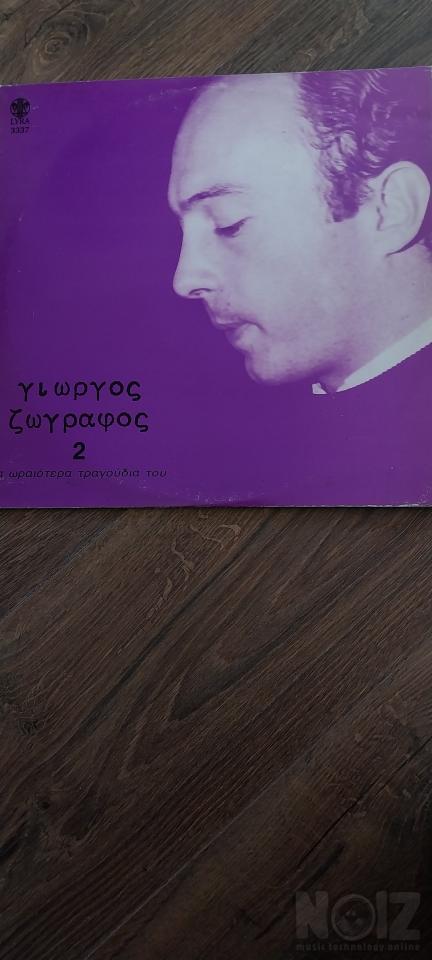 LYRA
3337
γιωργος
ζωγραφος
2
ωραιότερα τραγούδια του
NOIZ
music technology online